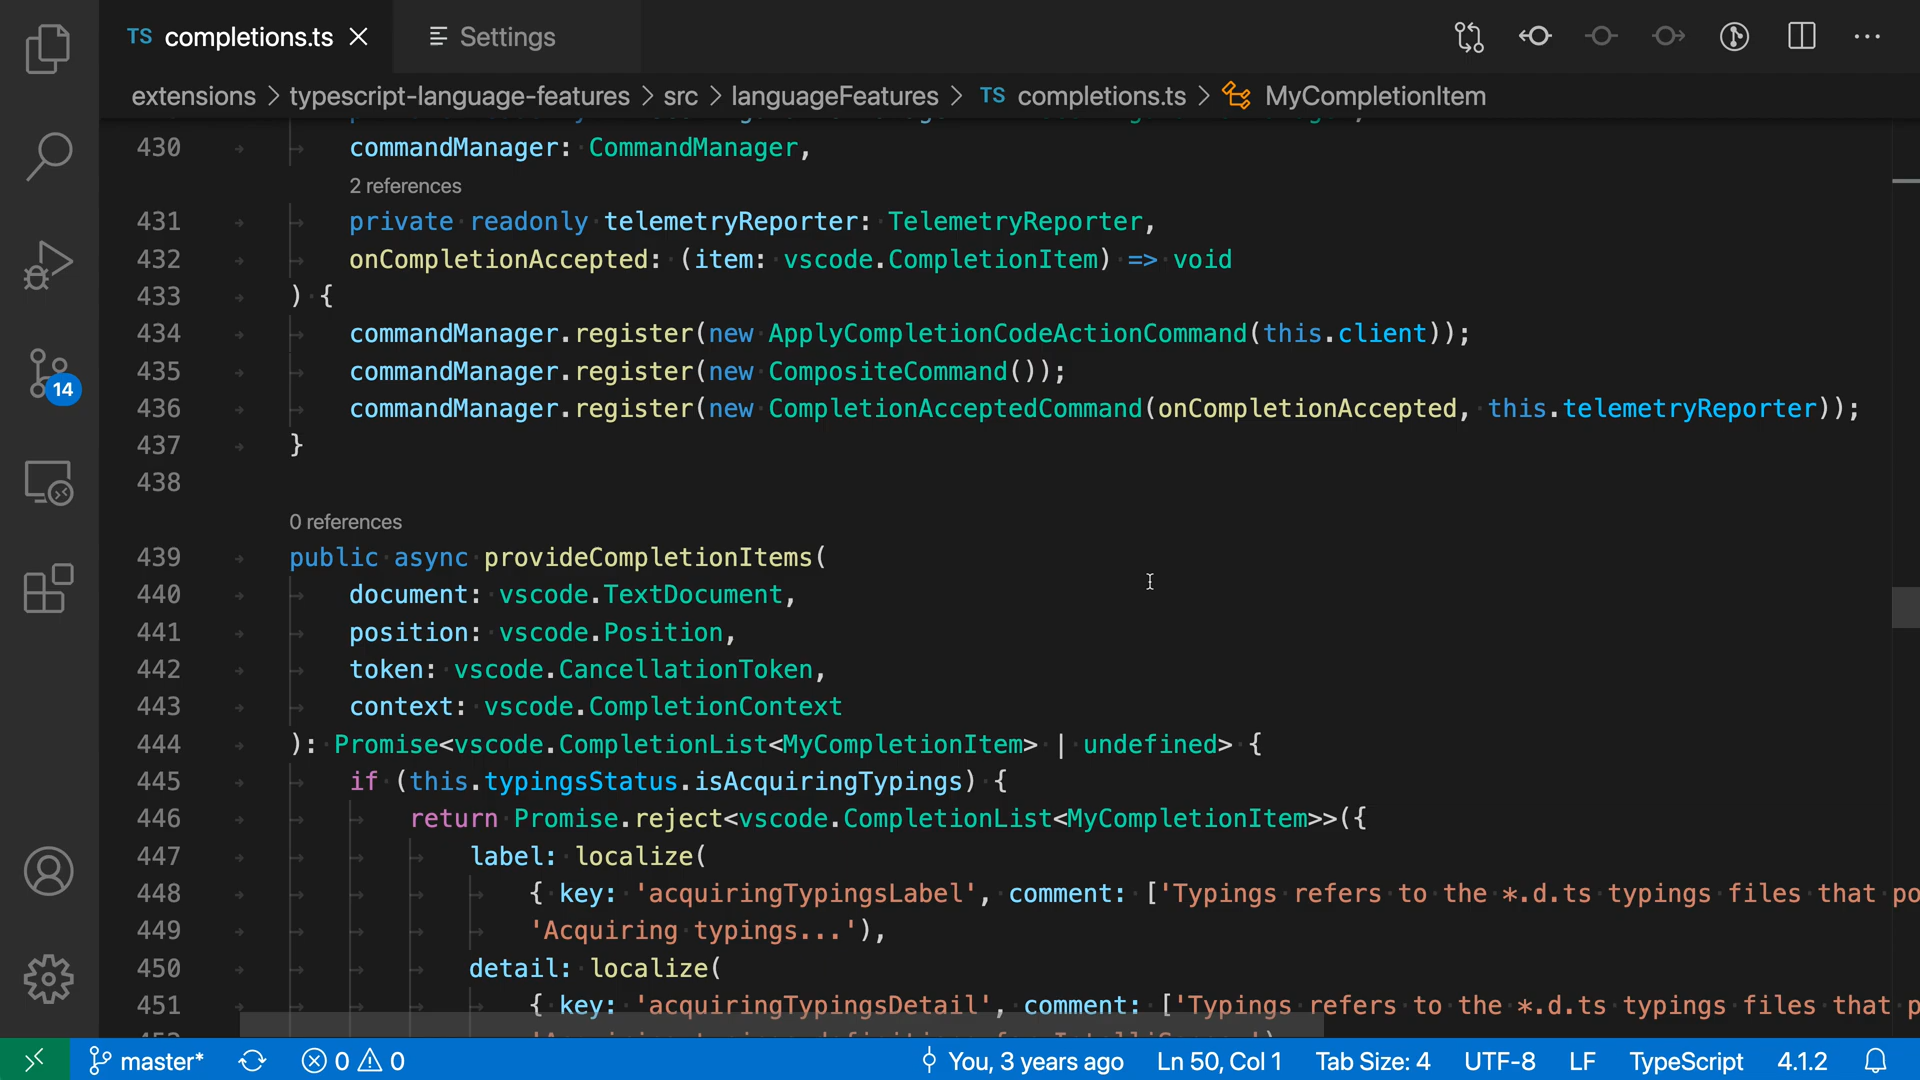 TS completions.ts
Settings
extensions > typescript-language-features > src > languageFeatures > TS completions.ts > MyCompletionItem
430 commandManager: CommandManager,
2 references
431 private readonly telemetryReporter: TelemetryReporter,
432 onCompletionAccepted: (item: vscode.CompletionItem) => void
433 ) {
434 commandManager.register(new ApplyCompletionCodeActionCommand(this.client));
435 commandManager.register(new CompositeCommand());
436 commandManager.register(new CompletionAcceptedCommand(onCompletionAccepted, this.telemetryReporter));
437 }
438
0 references
439 public async provideCompletionItems(
440 document: vscode.TextDocument,
441 position: vscode.Position,
442 token: vscode.CancellationToken,
443 context: vscode.CompletionContext
444 ): Promise<vscode.CompletionList<MyCompletionItem> | undefined> {
445 if (this.typingsStatus.isAcquiringTypings) {
446 return Promise.reject<vscode.CompletionList<MyCompletionItem>>({
447 label: localize(
448 { key: 'acquiringTypingsLabel', comment: ['Typings refers to the *.d.ts typings files that po
449 'Acquiring typings...'),
450 detail: localize(
451 { key: 'acquiringTypingsDetail', comment: ['Typings refers to the *.d.ts typings files that p
14
master* 0 0 You, 3 years ago Ln 50, Col 1 Tab Size: 4 UTF-8 LF TypeScript 4.1.2